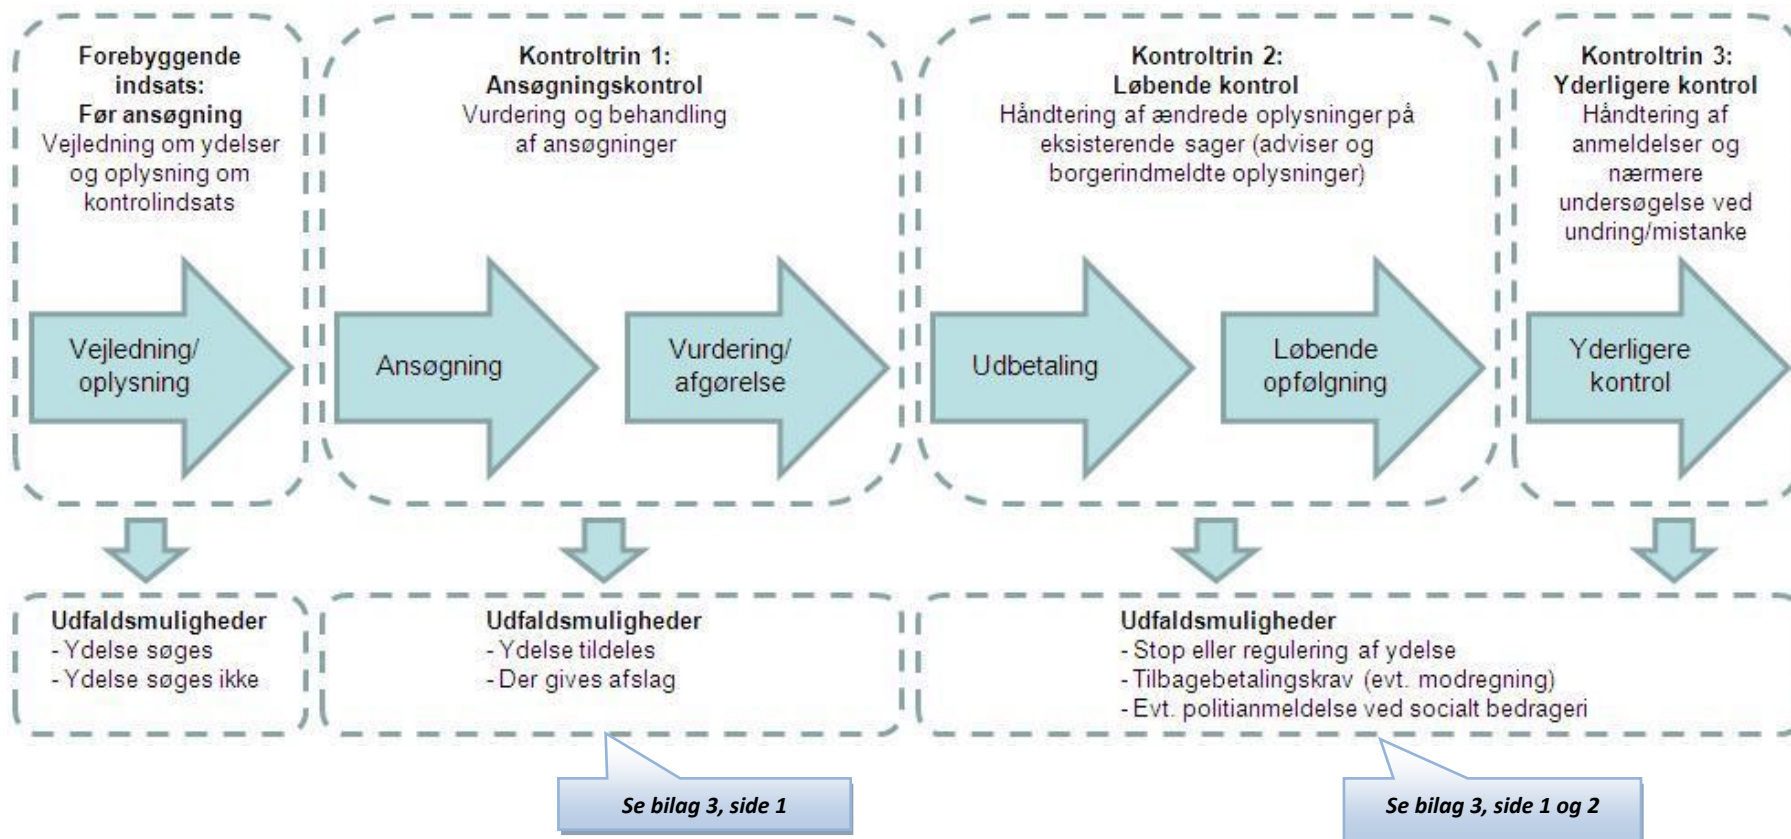 Forebyggende
indsats:
Før ansøgning
Vejledning om ydelser
og oplysning om
kontrolindsats
Kontroltrin 1:
Ansøgningskontrol
Vurdering og behandling
af ansøgninger
Kontroltrin 2:
Løbende kontrol
Håndtering af ændrede oplysninger på
eksisterende sager (adviser og
borgerindmeldte oplysninger)
Kontroltrin 3:
Yderligere kontrol
Håndtering af
anmeldelser og
nærmere
undersøgelse ved
undring/mistanke
Vejledning/
oplysning
Ansøgning
Vurdering/
afgørelse
Udbetaling
Løbende
opfølgning
Yderligere
kontrol
Udfaldsmuligheder
- Ydelse søges
- Ydelse søges ikke
Udfaldsmuligheder
- Ydelse tildeles
- Der gives afslag
Udfaldsmuligheder
- Stop eller regulering af ydelse
- Tilbagebetalingskrav (evt. modregning)
- Evt. politianmeldelse ved socialt bedrageri
Se bilag 3, side 1
Se bilag 3, side 1 og 2